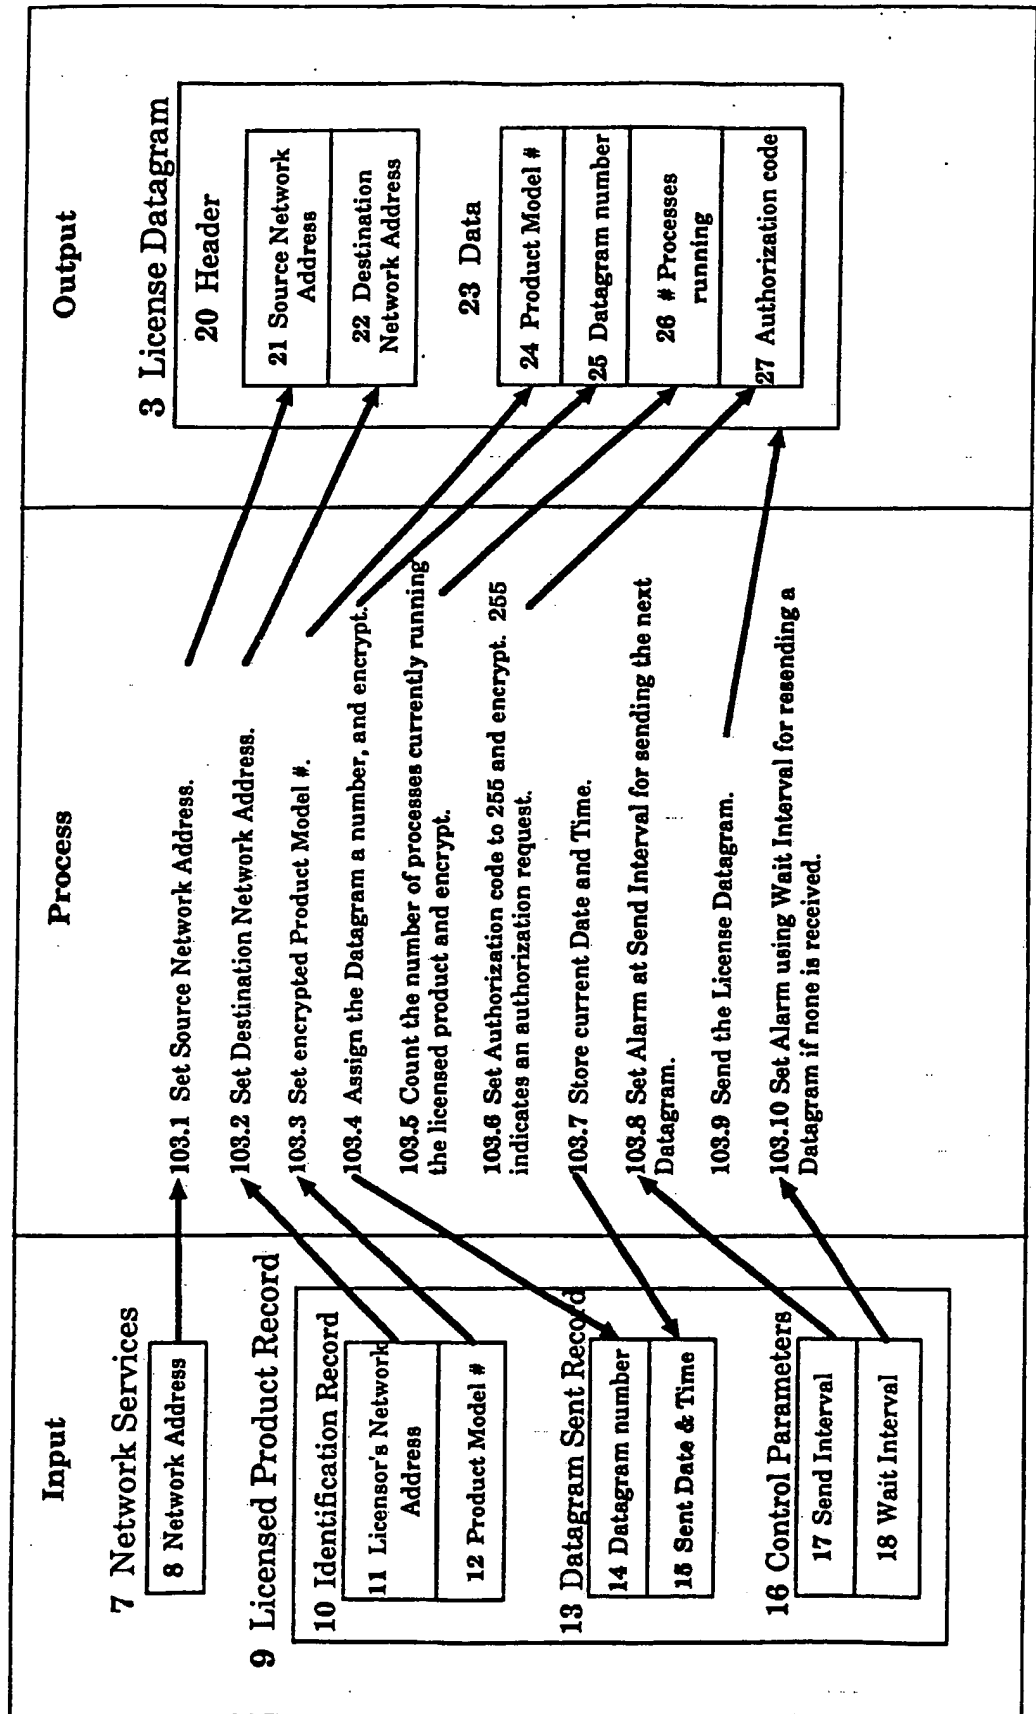 Input
7 Network Services
8 Network Address
9 Licensed Product Record
10 Identification Record
11 Licensor's Network
Address
12 Product Model #
13 Datagram Sent Record
14 Datagram number
15 Sent Date & Time
16 Control Parameters
17 Send Interval
18 Wait Interval
Process
103.1 Set Source Network Address.
103.2 Set Destination Network Address.
103.3 Set encrypted Product Model #.
103.4 Assign the Datagram a number, and encrypt.
103.5 Count the number of processes currently running
the licensed product and encrypt.
103.6 Set Authorization code to 255 and encrypt. 255
indicates an authorization request.
103.7 Store current Date and Time.
103.8 Set Alarm at Send Interval for sending the next
Datagram.
103.9 Send the License Datagram.
103.10 Set Alarm using Wait Interval for resending a
Datagram if none is received.
Output
3 License Datagram
20 Header
21 Source Network
Address
22 Destination
Network Address
23 Data
24 Product Model #
25 Datagram number
26 # Processes
running
27 Authorization code